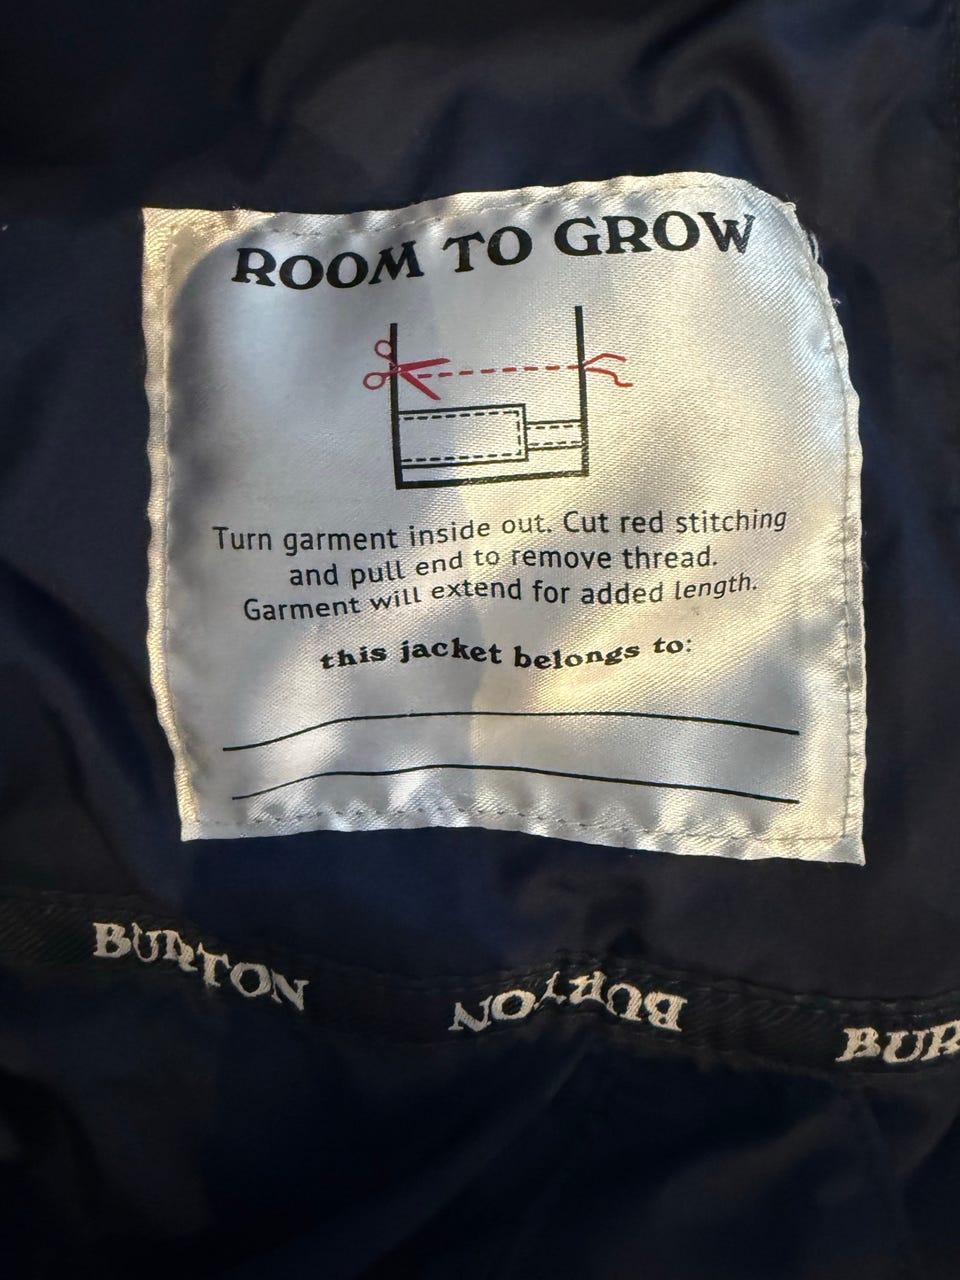 ROOM TO GROW
Turn garment inside out. Cut red stitching
and pull end to remove thread.
Garment will extend for added length.
this jacket belongs to:
BURTON
BURTON
BUR